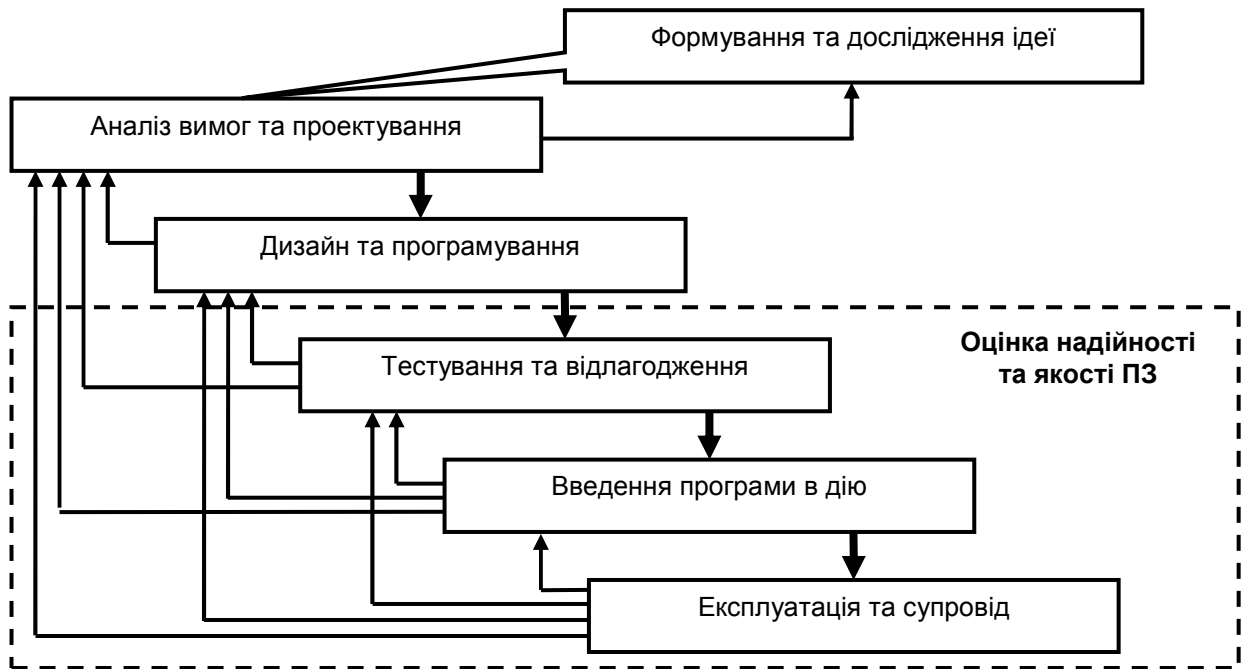 Формування та дослідження ідеї
Аналіз вимог та проектування
Дизайн та програмування
Оцінка надійності
та якості ПЗ
Тестування та відлагодження
Введення програми в дію
Експлуатація та супровід